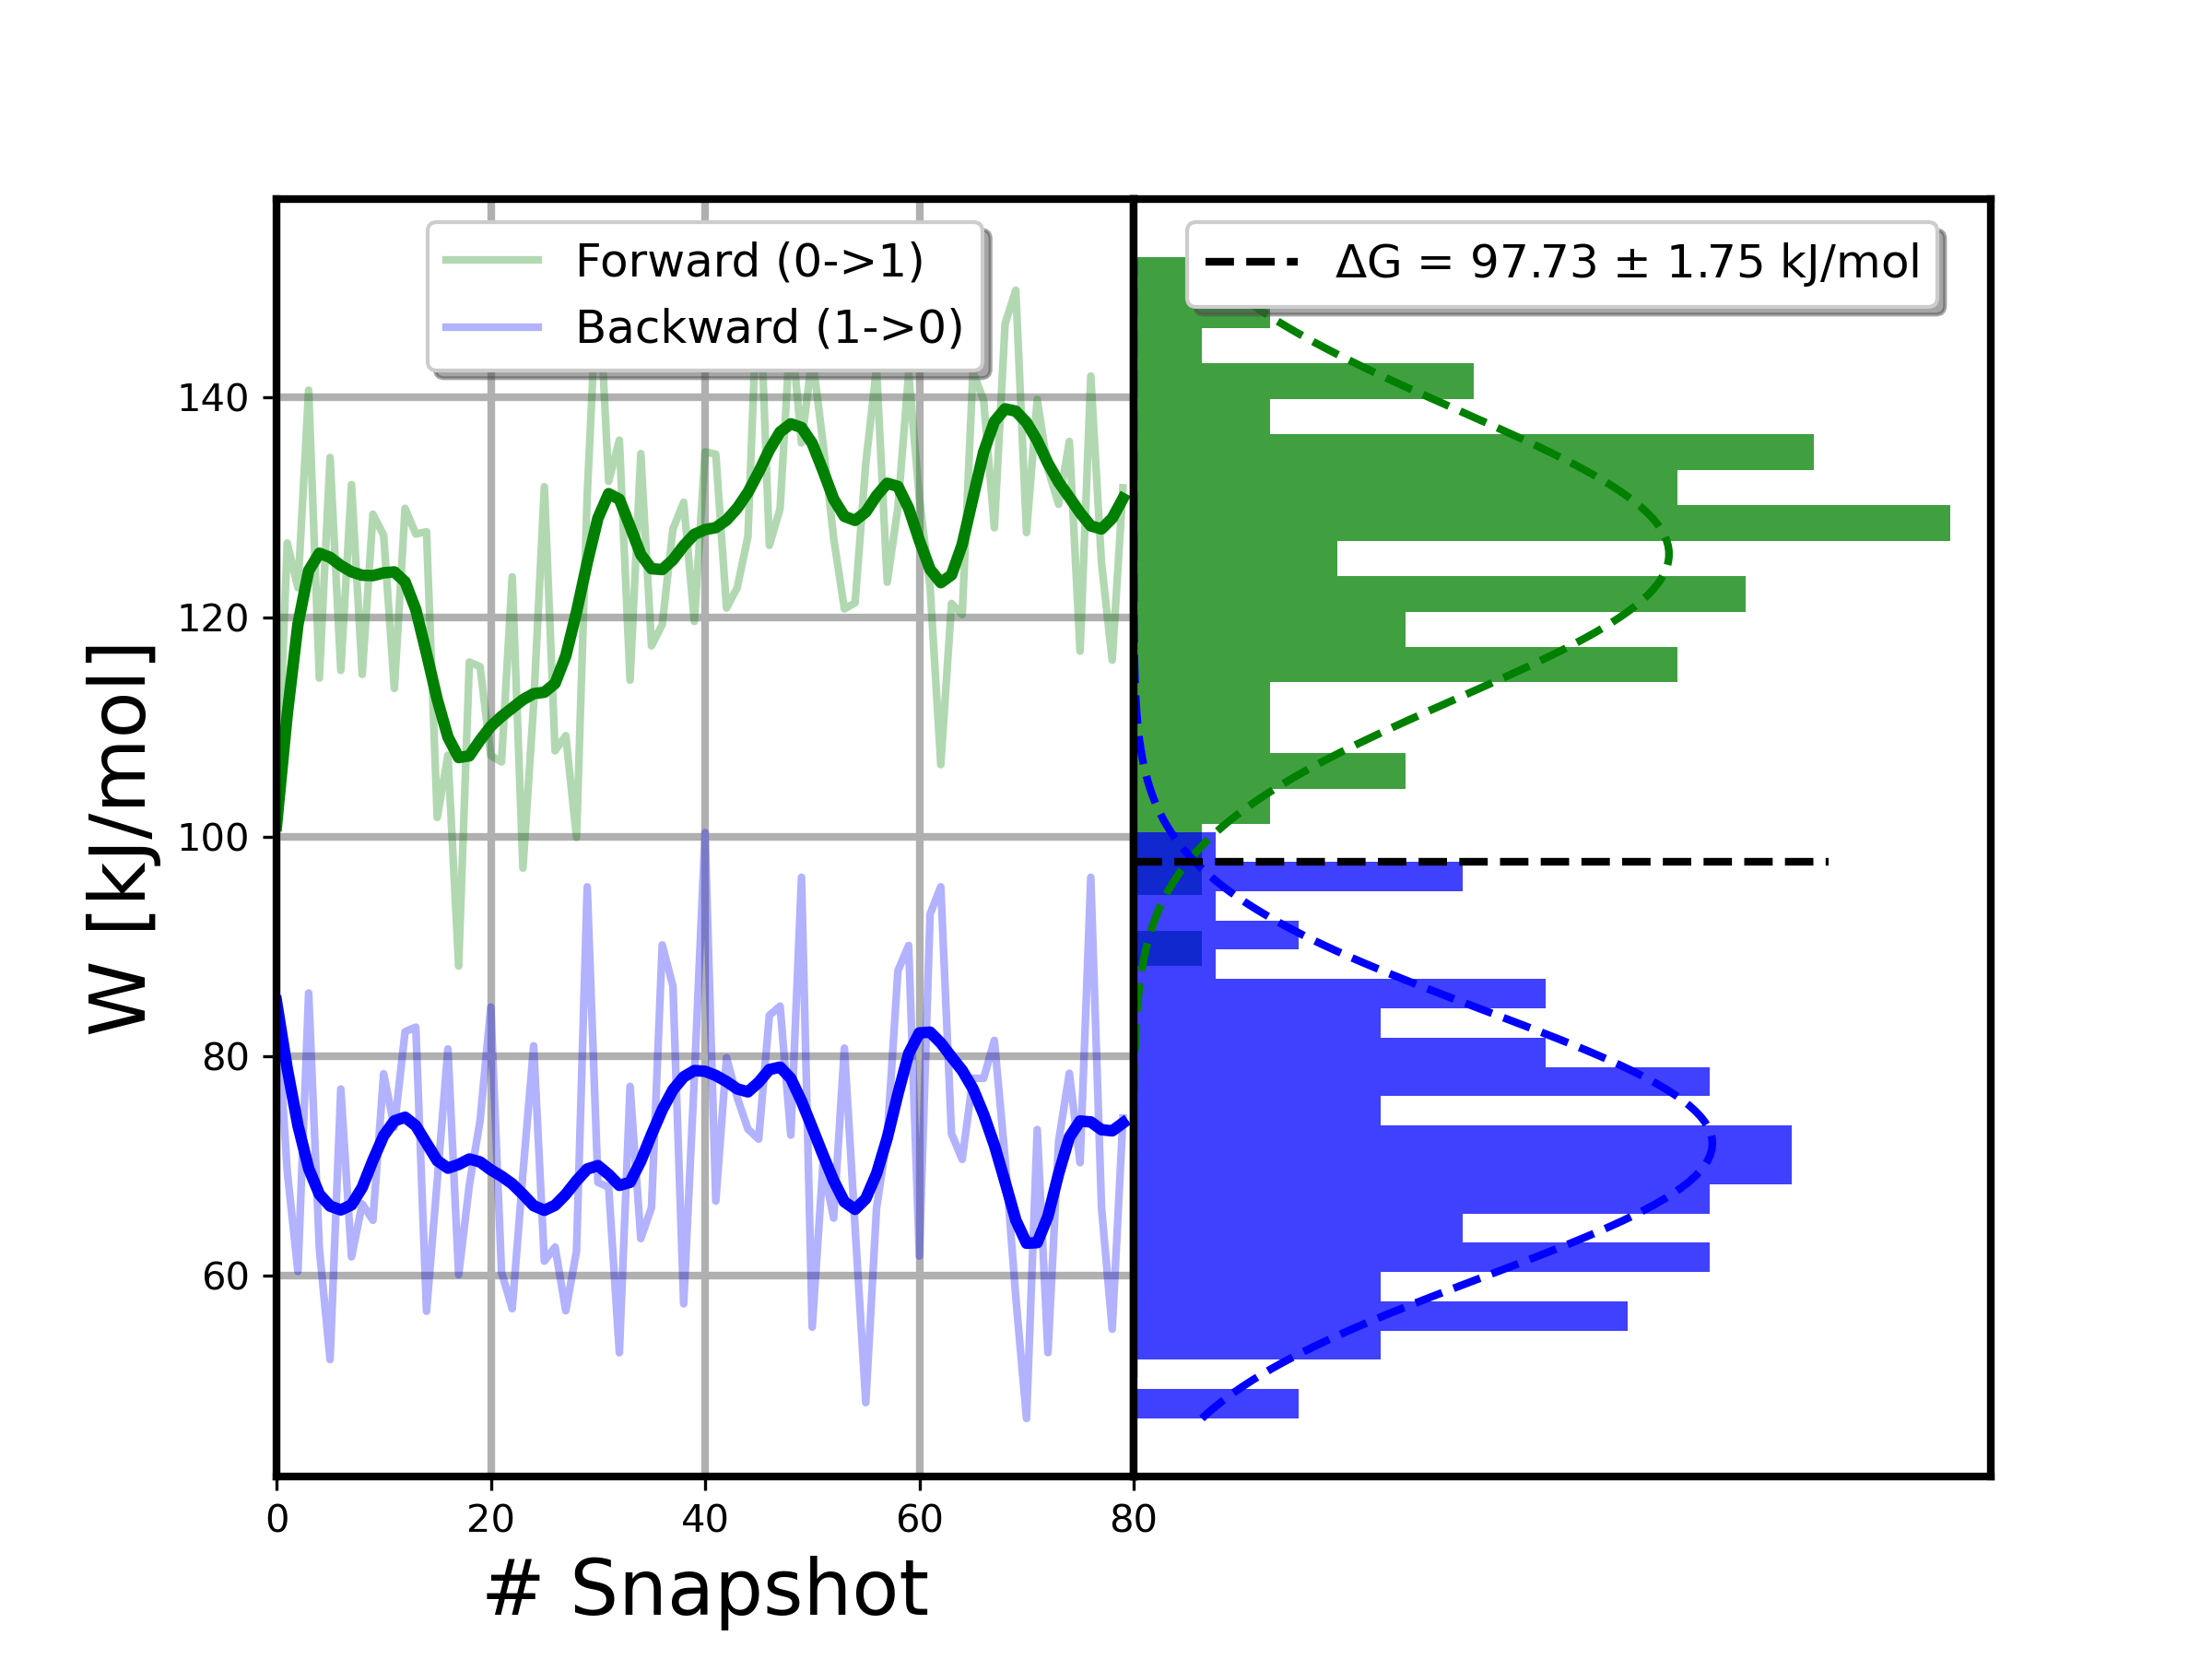 Forward (0->1)
Backward (1->0)
ΔG = 97.73 ± 1.75 kJ/mol
W [kJ/mol]
140
120
100
80
60
0
20
40
60
80
# Snapshot